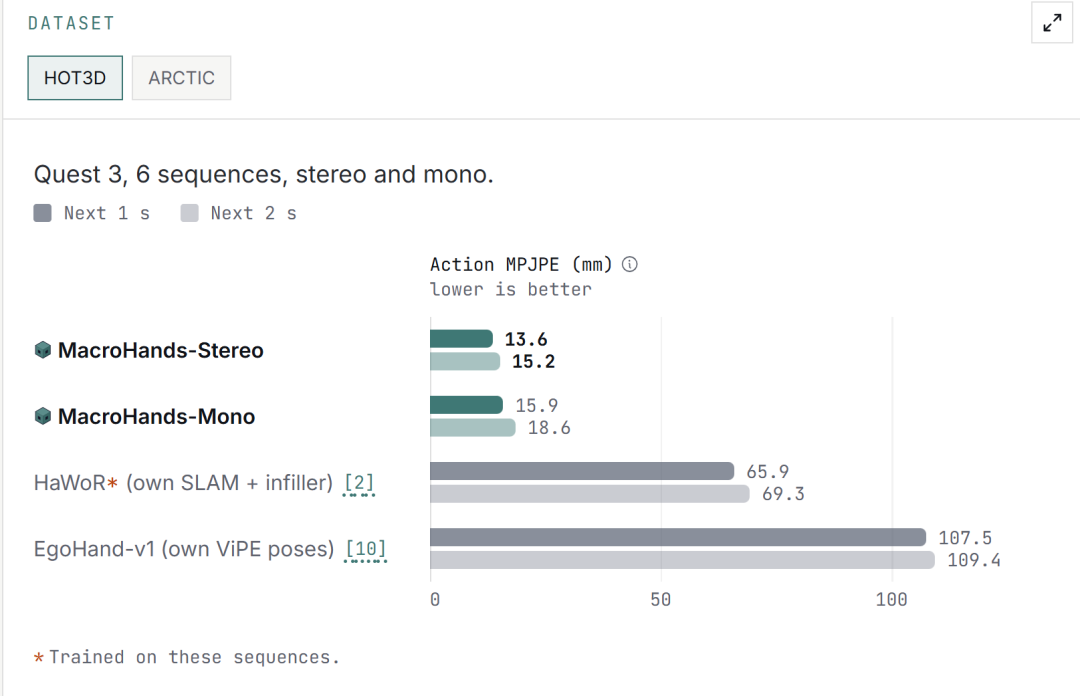 DATASET
HOT3D ARCTIC
Quest 3, 6 sequences, stereo and mono.
Next 1 s Next 2 s
Action MPJPE (mm)
lower is better
MacroHands-Stereo 13.6
15.2
MacroHands-Mono 15.9
18.6
HaWoR* (own SLAM + infiller) [2] 65.9
69.3
EgoHand-v1 (own ViPE poses) [10] 107.5
109.4
0 50 100
* Trained on these sequences.